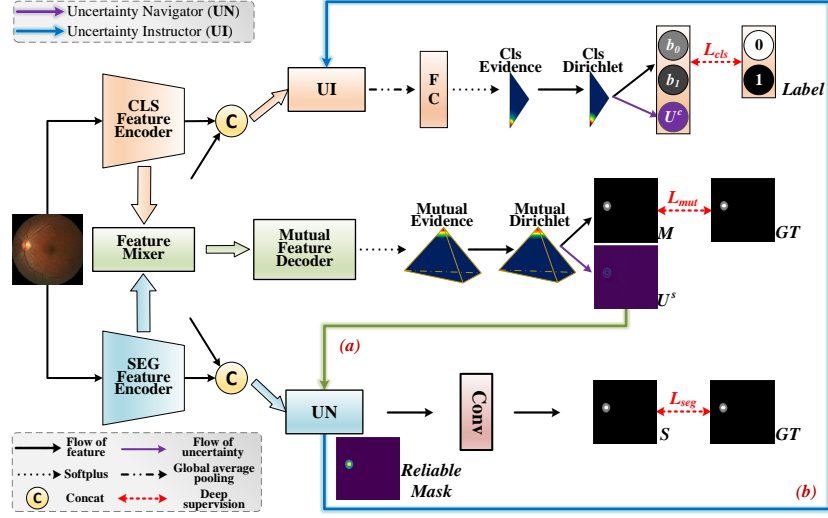 Uncertainty Navigator (UN)
Uncertainty Instructor (UI)
CLS
Feature
Encoder
C
UI
F
C
Cls
Evidence
Cls
Dirichlet
b0
b1
Uᶜ
Lcls
0
1
Label
Feature
Mixer
Mutual
Feature
Decoder
Mutual
Evidence
Mutual
Dirichlet
M
Lmut
GT
Uˢ
(a)
SEG
Feature
Encoder
C
UN
Conv
S
Lseg
GT
Reliable
Mask
(b)
Flow of
feature
Flow of
uncertainty
Softplus
Global average
pooling
C
Concat
Deep
supervision